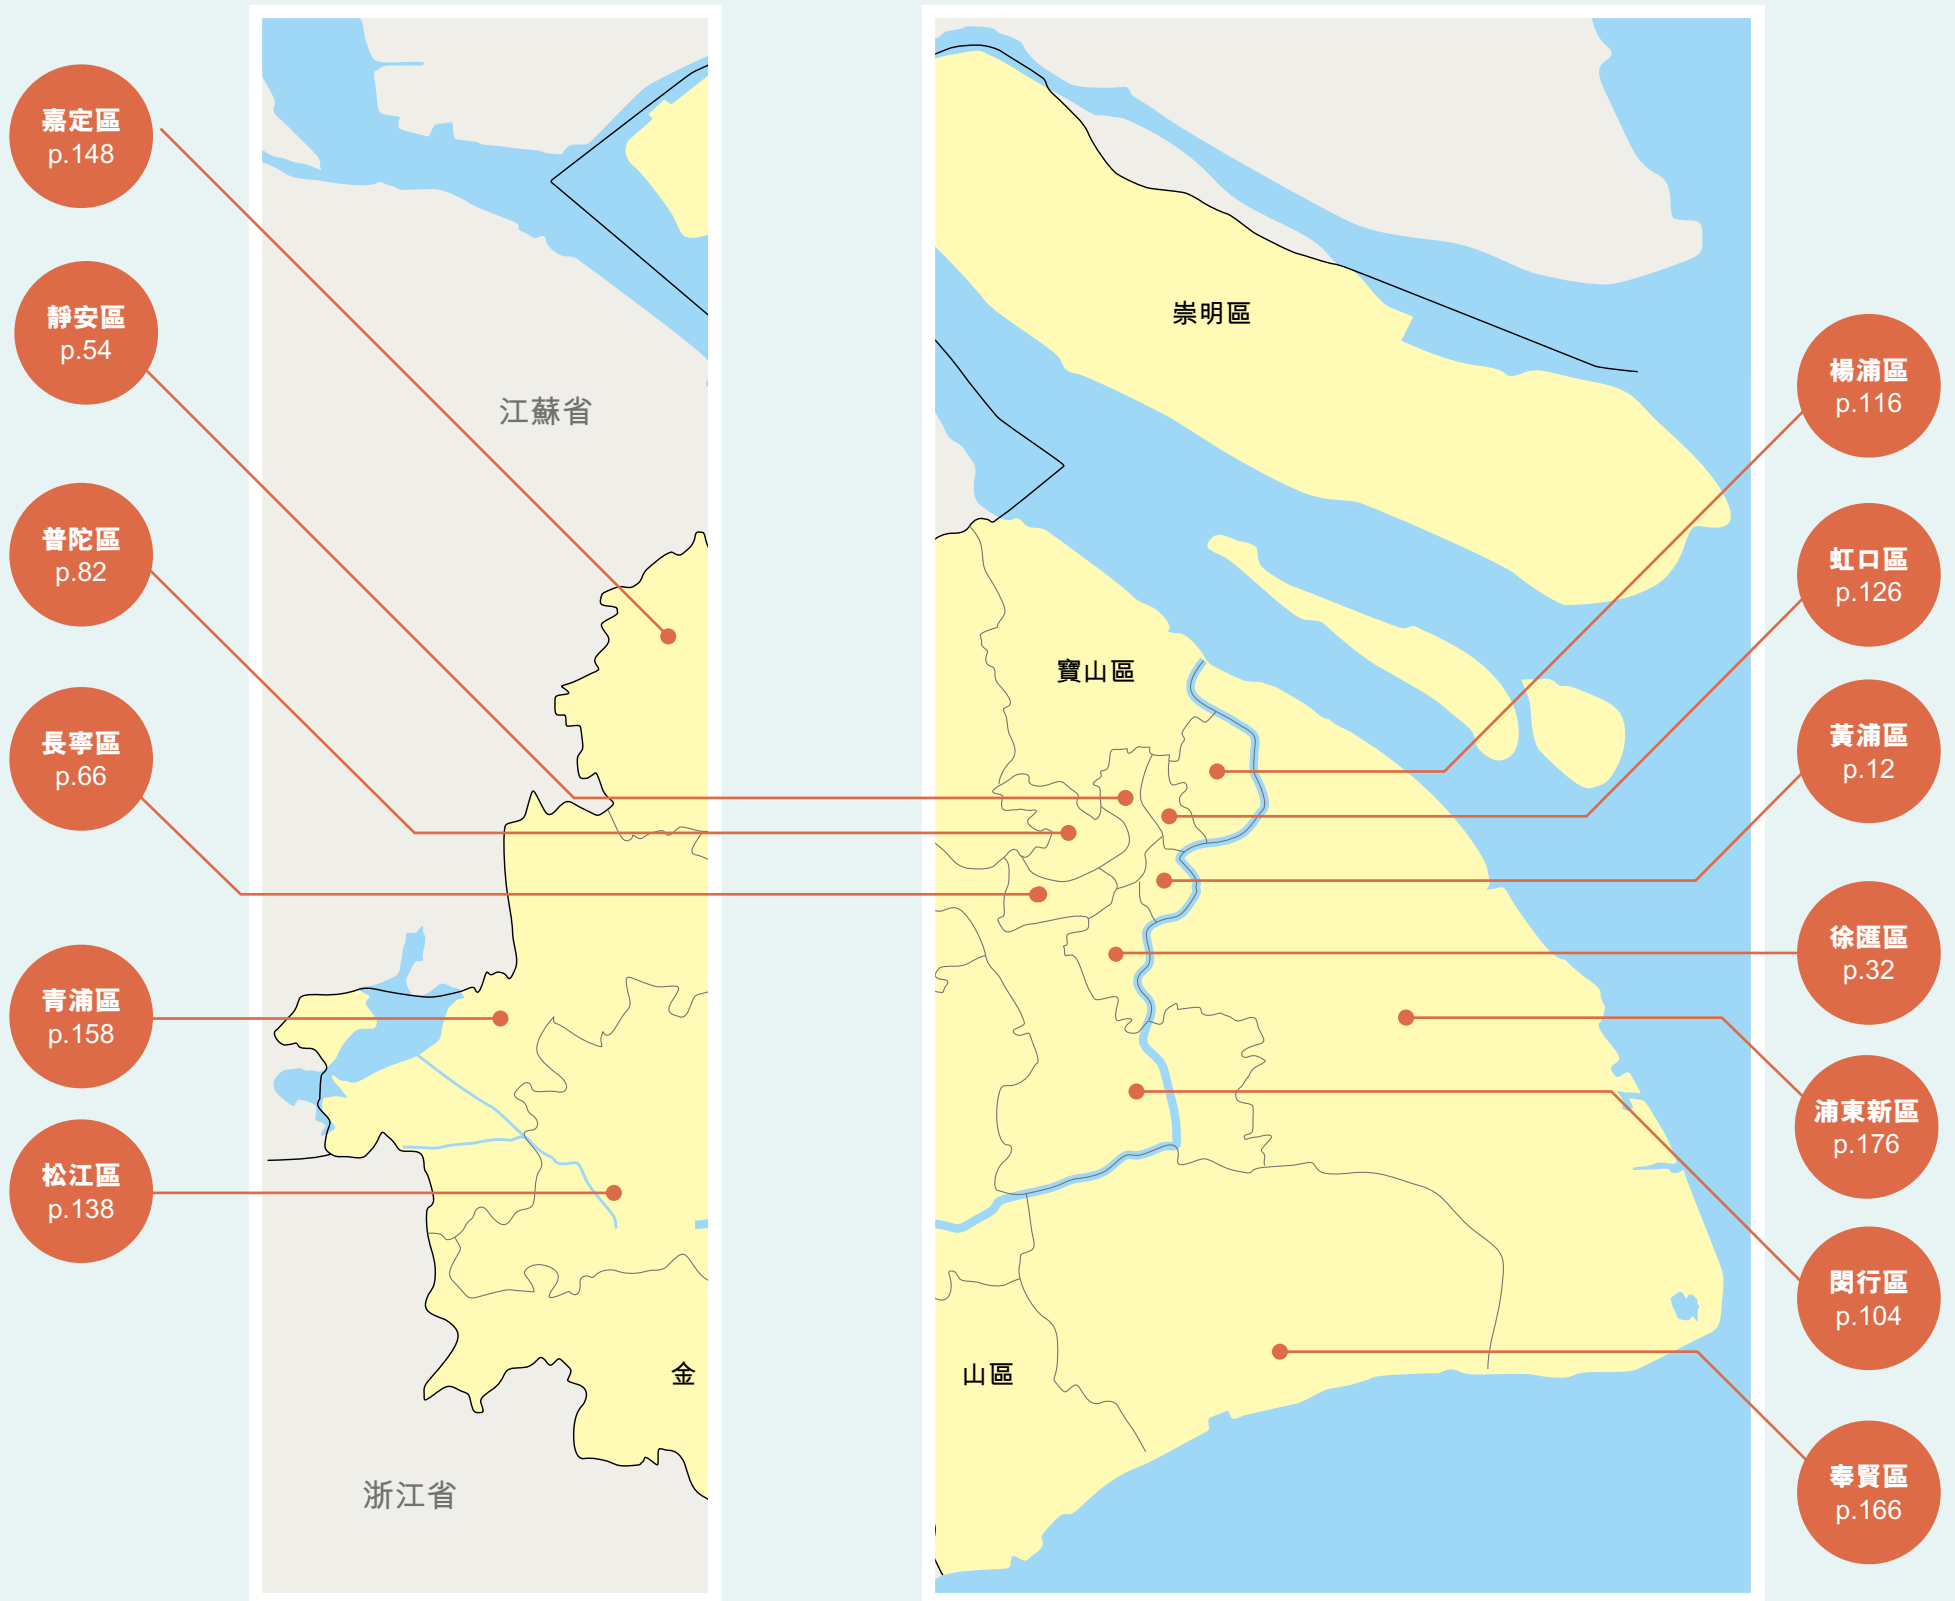 嘉定區
p.148
靜安區
p.54
普陀區
p.82
長寧區
p.66
青浦區
p.158
松江區
p.138
江蘇省
浙江省
金
山區
崇明區
寶山區
楊浦區
p.116
虹口區
p.126
黃浦區
p.12
徐匯區
p.32
浦東新區
p.176
閔行區
p.104
奉賢區
p.166